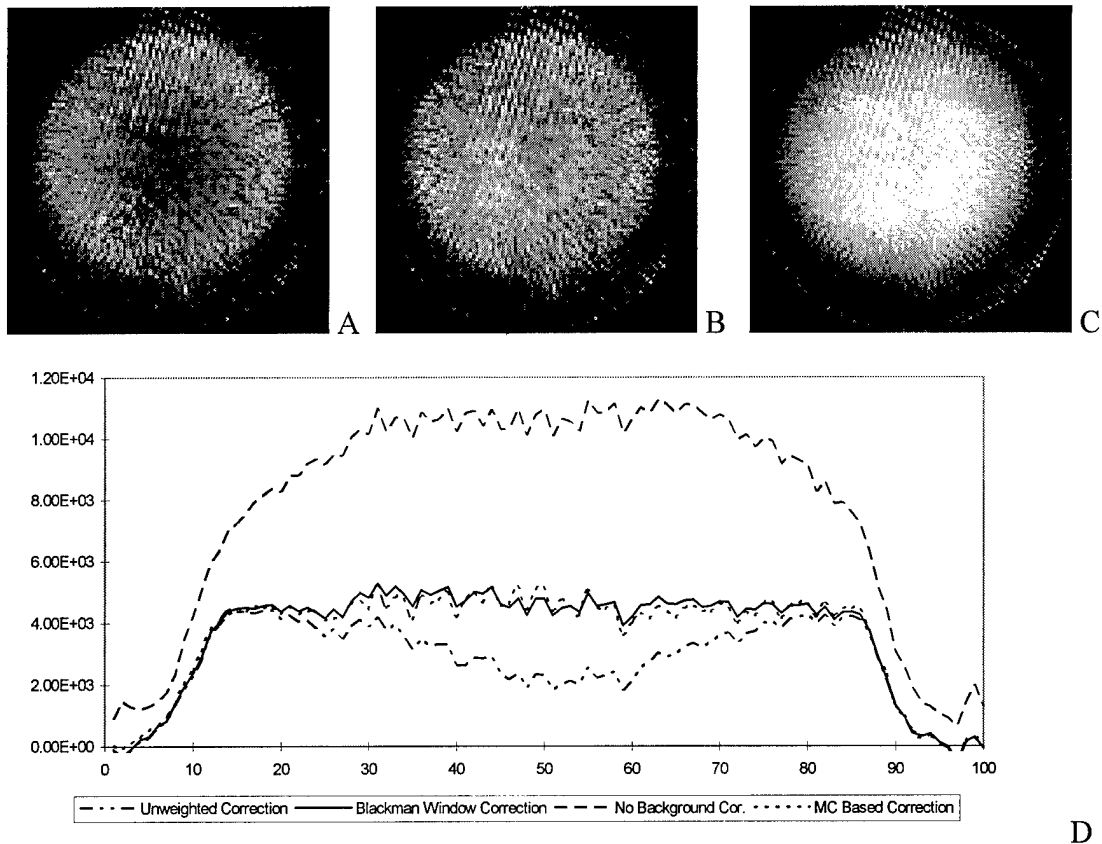 A
B
C
1.20E+04
1.00E+04
8.00E+03
6.00E+03
4.00E+03
2.00E+03
0.00E+00
0 10 20 30 40 50 60 70 80 90 100
Unweighted Correction Blackman Window Correction No Background Cor. MC Based Correction
D